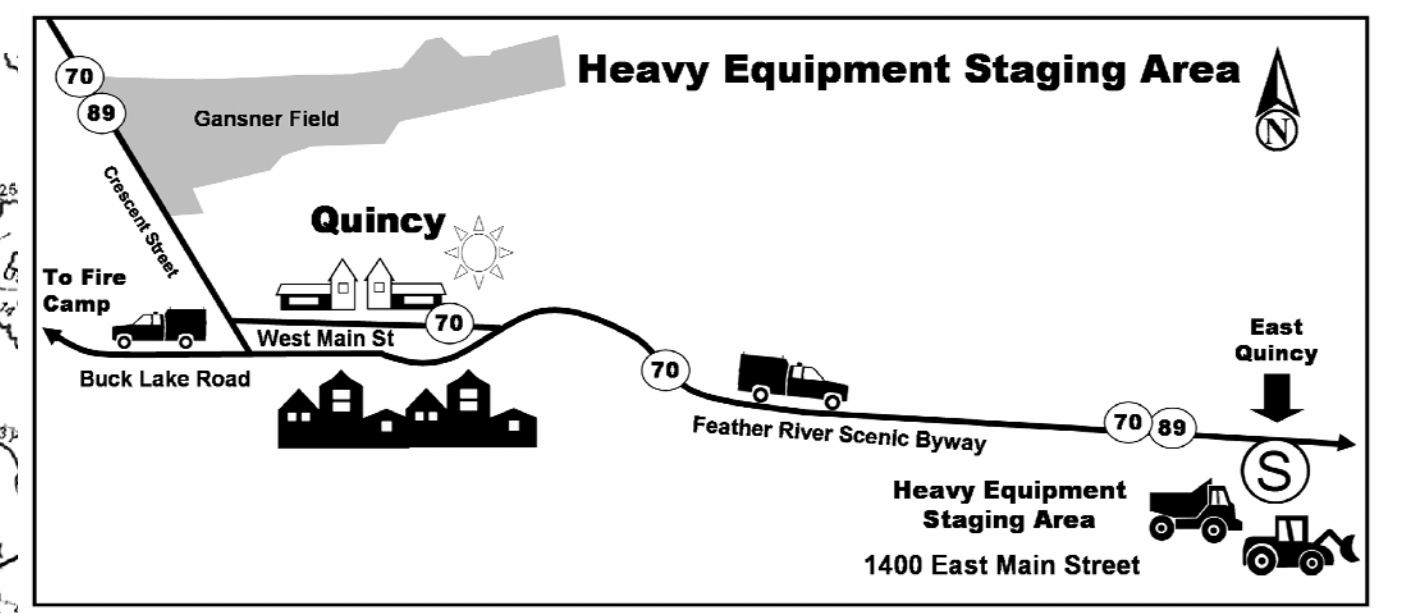 Heavy Equipment Staging Area
70
89
Gansner Field
N
Crescent Street
Quincy
To Fire
Camp
70
West Main St
Buck Lake Road
70
East
Quincy
Feather River Scenic Byway
70
89
S
Heavy Equipment
Staging Area
1400 East Main Street